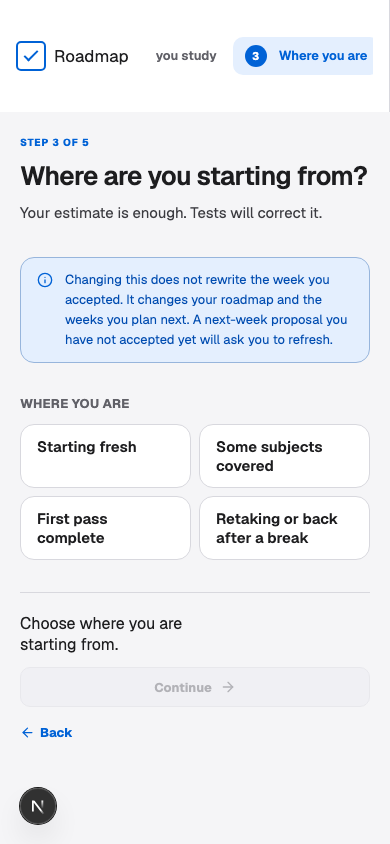 Roadmap
you study
3
Where you are
STEP 3 OF 5
Where are you starting from?
Your estimate is enough. Tests will correct it.
Changing this does not rewrite the week you
accepted. It changes your roadmap and the
weeks you plan next. A next-week proposal you
have not accepted yet will ask you to refresh.
WHERE YOU ARE
Starting fresh
Some subjects
covered
First pass
complete
Retaking or back
after a break
Choose where you are
starting from.
Continue
Back
N